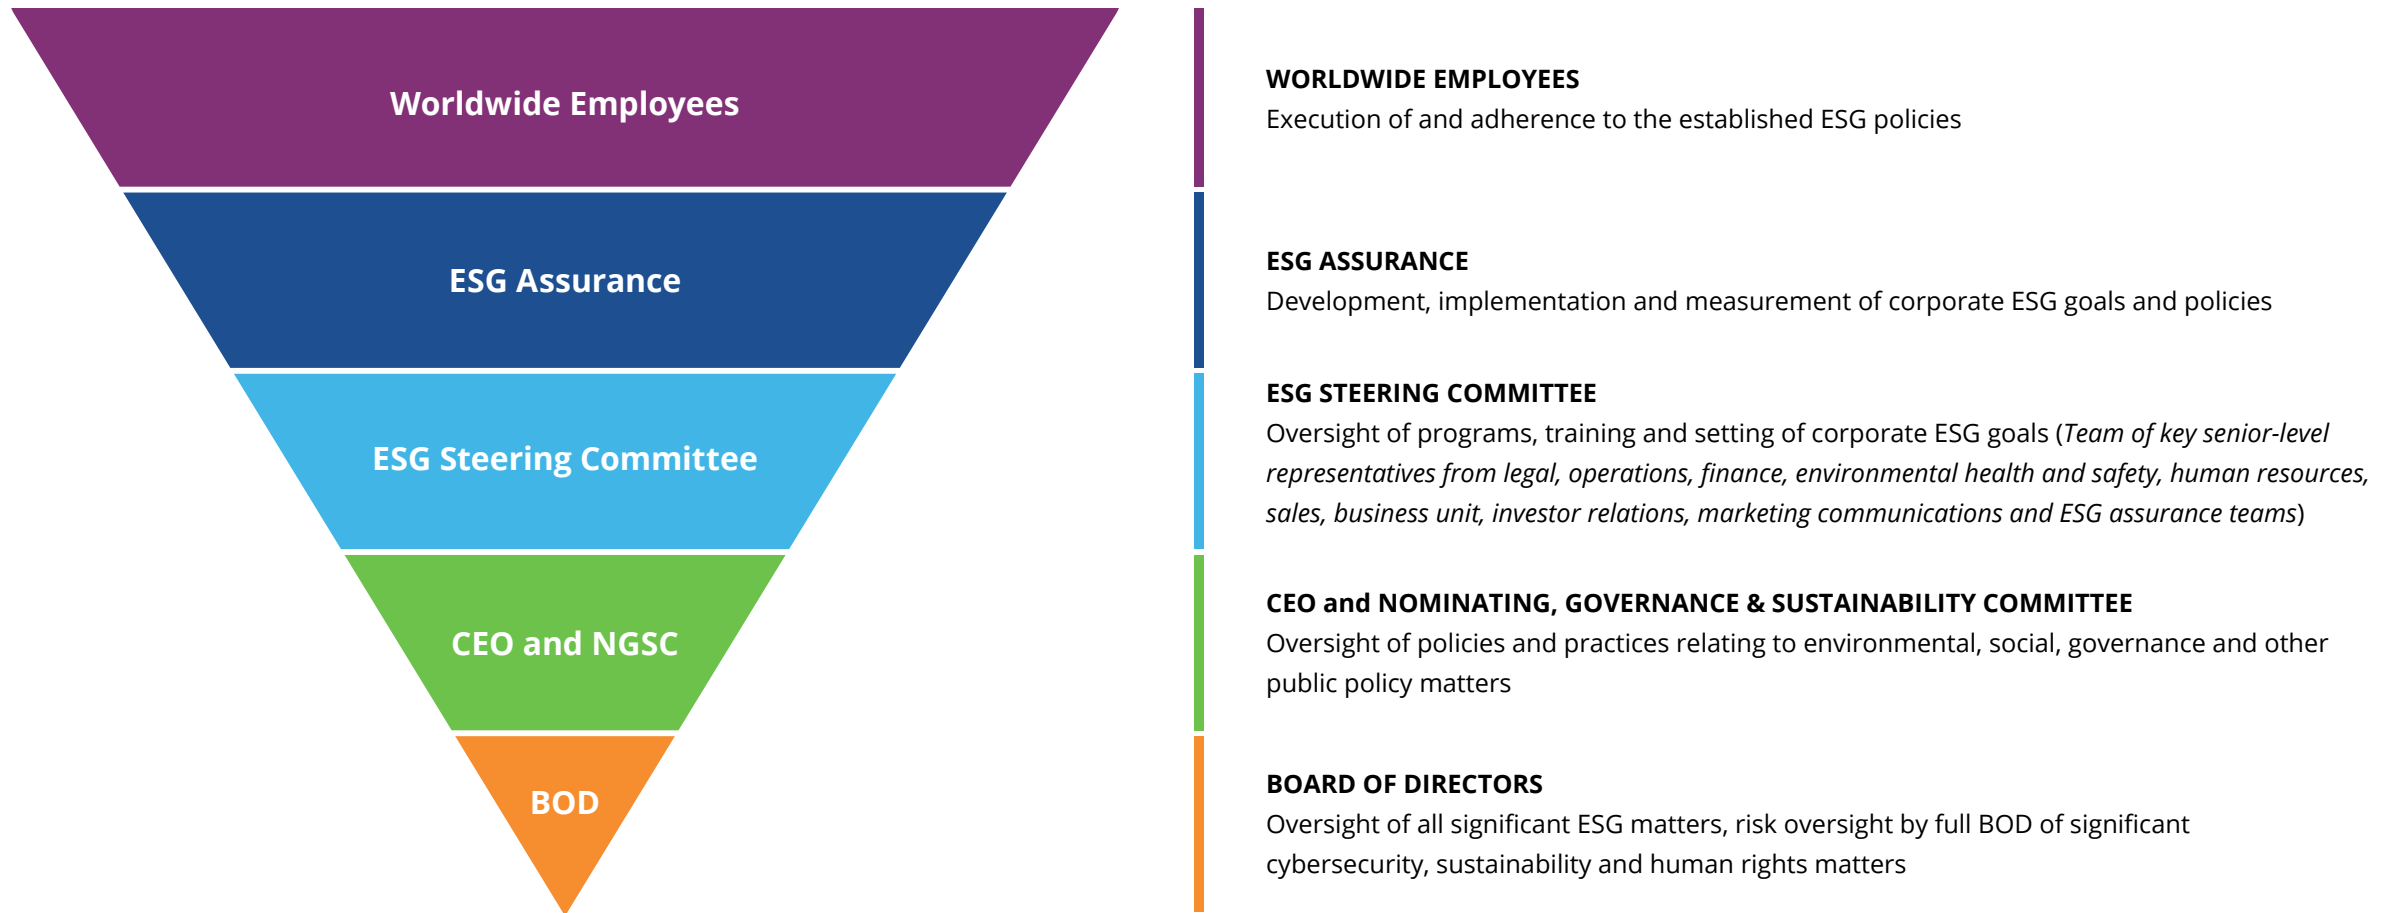 Worldwide Employees
WORLDWIDE EMPLOYEES
Execution of and adherence to the established ESG policies
ESG Assurance
ESG ASSURANCE
Development, implementation and measurement of corporate ESG goals and policies
ESG Steering Committee
ESG STEERING COMMITTEE
Oversight of programs, training and setting of corporate ESG goals (Team of key senior-level
representatives from legal, operations, finance, environmental health and safety, human resources,
sales, business unit, investor relations, marketing communications and ESG assurance teams)
CEO and NGSC
CEO and NOMINATING, GOVERNANCE & SUSTAINABILITY COMMITTEE
Oversight of policies and practices relating to environmental, social, governance and other
public policy matters
BOD
BOARD OF DIRECTORS
Oversight of all significant ESG matters, risk oversight by full BOD of significant
cybersecurity, sustainability and human rights matters